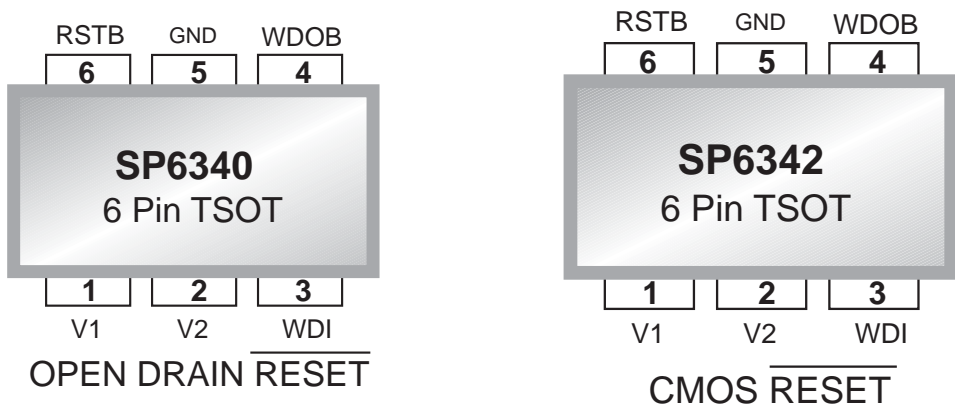 RSTB GND WDOB
6 5 4
SP6340
6 Pin TSOT
1 2 3
V1 V2 WDI
OPEN DRAIN RESET
RSTB GND WDOB
6 5 4
SP6342
6 Pin TSOT
1 2 3
V1 V2 WDI
CMOS RESET